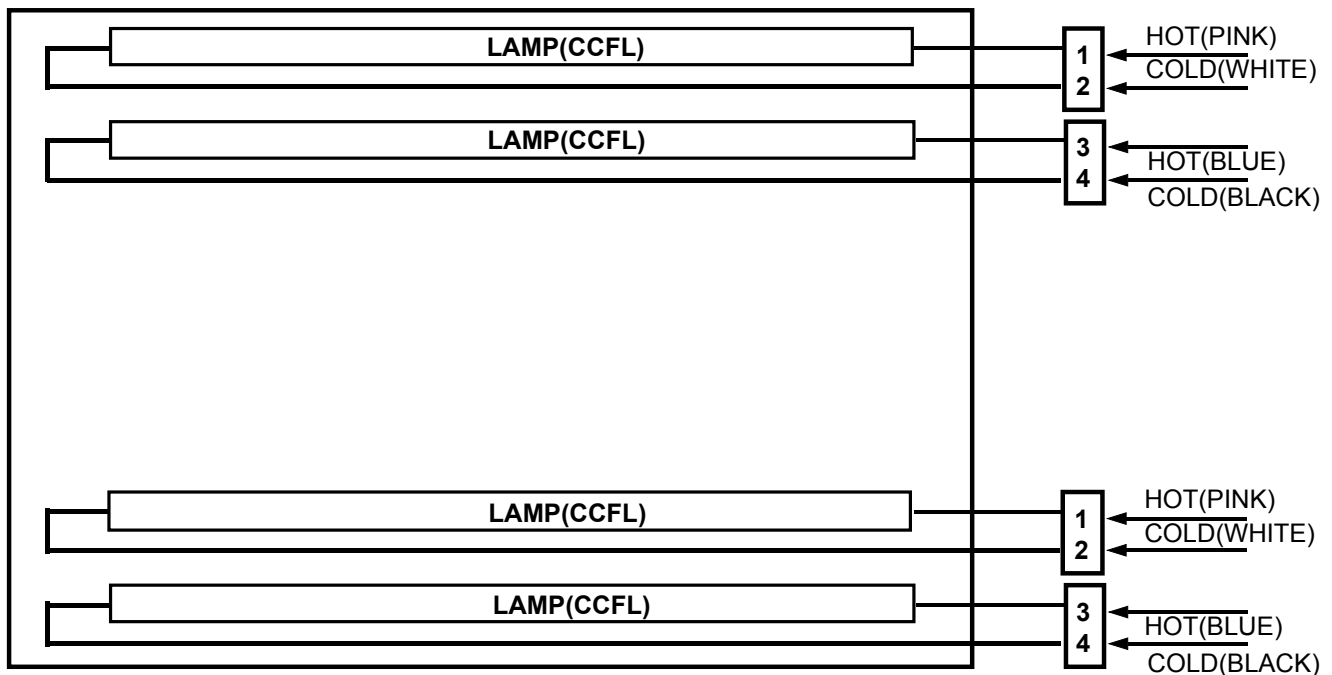 LAMP(CCFL)
1
HOT(PINK)
2
COLD(WHITE)
LAMP(CCFL)
3
HOT(BLUE)
4
COLD(BLACK)
LAMP(CCFL)
1
HOT(PINK)
2
COLD(WHITE)
LAMP(CCFL)
3
HOT(BLUE)
4
COLD(BLACK)